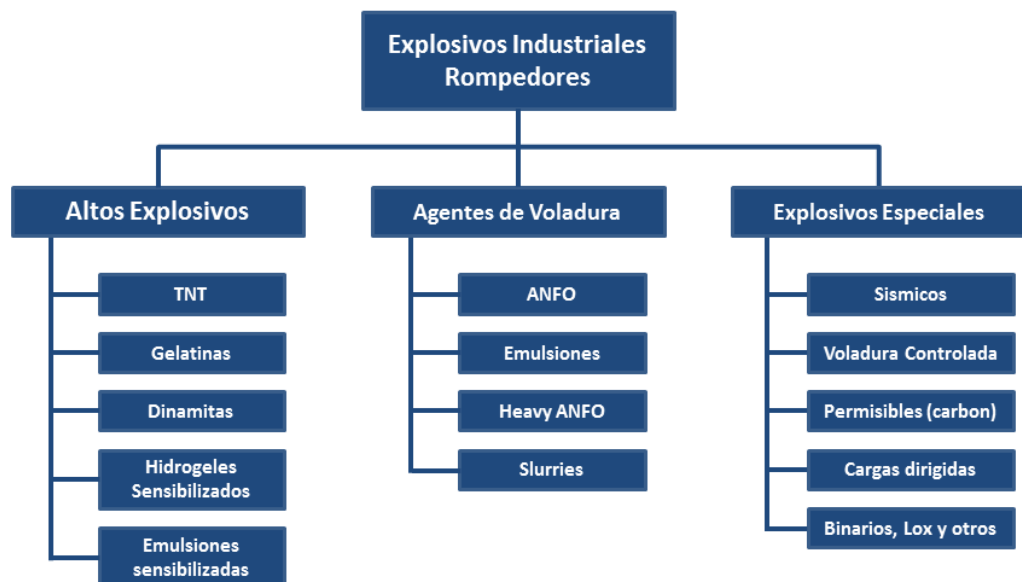 Explosivos Industriales
Rompedores
Altos Explosivos
TNT
Gelatinas
Dinamitas
Hidrogeles
Sensibilizados
Emulsiones
sensibilizadas
Agentes de Voladura
ANFO
Emulsiones
Heavy ANFO
Slurries
Explosivos Especiales
Sismicos
Voladura Controlada
Permisibles (carbon)
Cargas dirigidas
Binarios, Lox y otros